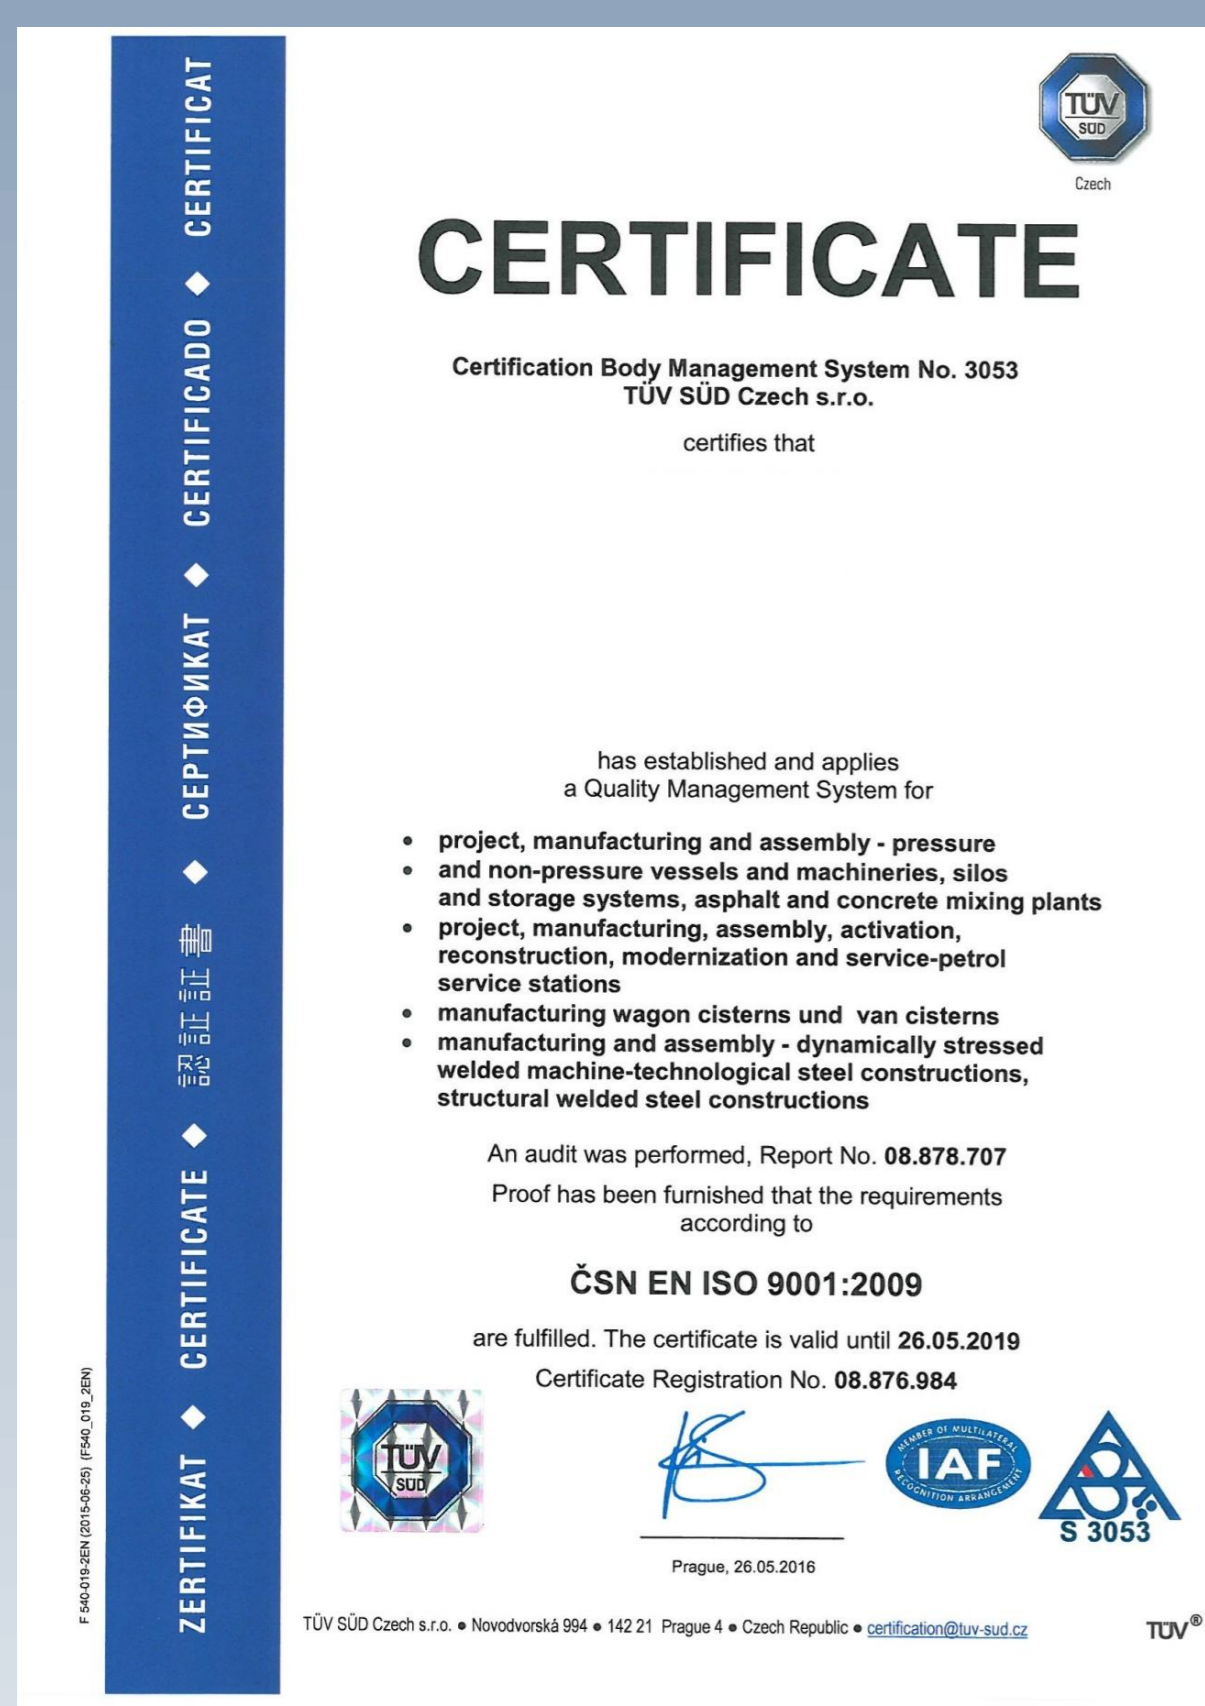 CERTIFICAT
CERTIFICADO
СЕРТИФИКАТ
認証証書
CERTIFICATE
ZERTIFIKAT
F 540-019-2EN (2015-06-25) (F540_019_2EN)
TÜV
SÜD
Czech
CERTIFICATE
Certification Body Management System No. 3053
TÜV SÜD Czech s.r.o.
certifies that
has established and applies
a Quality Management System for
• project, manufacturing and assembly - pressure
• and non-pressure vessels and machineries, silos
and storage systems, asphalt and concrete mixing plants
• project, manufacturing, assembly, activation,
reconstruction, modernization and service-petrol
service stations
• manufacturing wagon cisterns und van cisterns
• manufacturing and assembly - dynamically stressed
welded machine-technological steel constructions,
structural welded steel constructions
An audit was performed, Report No. 08.878.707
Proof has been furnished that the requirements
according to
ČSN EN ISO 9001:2009
are fulfilled. The certificate is valid until 26.05.2019
Certificate Registration No. 08.876.984
TÜV
SÜD
MEMBER OF MULTILATERAL
IAF
RECOGNITION ARRANGEMENT
S 3053
Prague, 26.05.2016
TÜV SÜD Czech s.r.o. ● Novodvorská 994 ● 142 21 Prague 4 ● Czech Republic ● certification@tuv-sud.cz
TÜV®